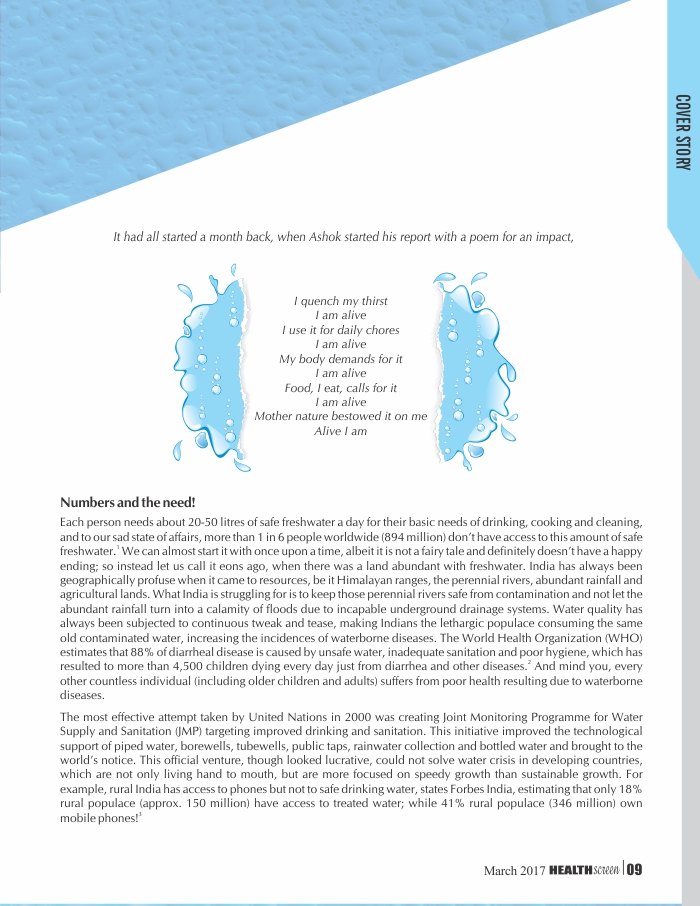 COVER STORY
It had all started a month back, when Ashok started his report with a poem for an impact,
I quench my thirst
I am alive
I use it for daily chores
I am alive
My body demands for it
I am alive
Food, I eat, calls for it
I am alive
Mother nature bestowed it on me
Alive I am
Numbers and the need!
Each person needs about 20-50 litres of safe freshwater a day for their basic needs of drinking, cooking and cleaning,
and to our sad state of affairs, more than 1 in 6 people worldwide (894 million) don't have access to this amount of safe
freshwater.¹ We can almost start it with once upon a time, albeit it is not a fairy tale and definitely doesn't have a happy
ending; so instead let us call it eons ago, when there was a land abundant with freshwater. India has always been
geographically profuse when it came to resources, be it Himalayan ranges, the perennial rivers, abundant rainfall and
agricultural lands. What India is struggling for is to keep those perennial rivers safe from contamination and not let the
abundant rainfall turn into a calamity of floods due to incapable underground drainage systems. Water quality has
always been subjected to continuous tweak and tease, making Indians the lethargic populace consuming the same
old contaminated water, increasing the incidences of waterborne diseases. The World Health Organization (WHO)
estimates that 88% of diarrheal disease is caused by unsafe water, inadequate sanitation and poor hygiene, which has
resulted to more than 4,500 children dying every day just from diarrhea and other diseases.² And mind you, every
other countless individual (including older children and adults) suffers from poor health resulting due to waterborne
diseases.
The most effective attempt taken by United Nations in 2000 was creating Joint Monitoring Programme for Water
Supply and Sanitation (JMP) targeting improved drinking and sanitation. This initiative improved the technological
support of piped water, borewells, tubewells, public taps, rainwater collection and bottled water and brought to the
world's notice. This official venture, though looked lucrative, could not solve water crisis in developing countries,
which are not only living hand to mouth, but are more focused on speedy growth than sustainable growth. For
example, rural India has access to phones but not to safe drinking water, states Forbes India, estimating that only 18%
rural populace (approx. 150 million) have access to treated water; while 41% rural populace (346 million) own
mobile phones!³
March 2017 HEALTHscreen 09